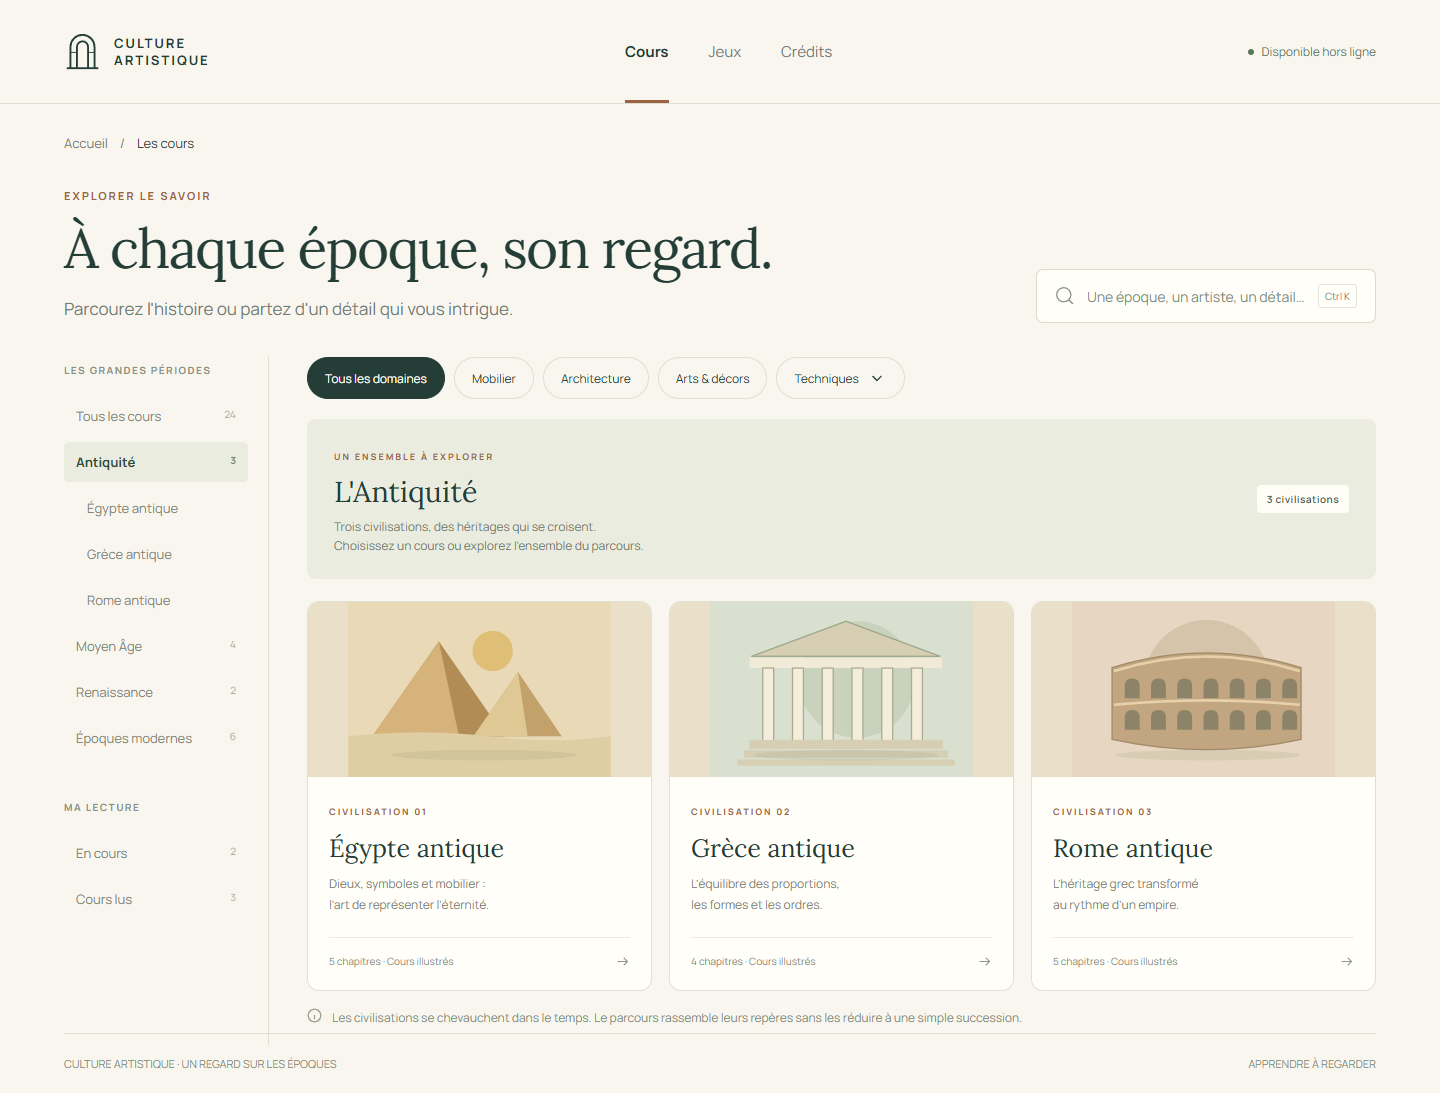 CULTURE
ARTISTIQUE
Cours
Jeux
Crédits
Disponible hors ligne
Accueil / Les cours
EXPLORER LE SAVOIR
À chaque époque, son regard.
Parcourez l'histoire ou partez d'un détail qui vous intrigue.
Une époque, un artiste, un détail…
Ctrl K
LES GRANDES PÉRIODES
Tous les cours 24
Antiquité 3
Égypte antique
Grèce antique
Rome antique
Moyen Âge 4
Renaissance 2
Époques modernes 6
MA LECTURE
En cours 2
Cours lus 3
Tous les domaines
Mobilier
Architecture
Arts & décors
Techniques
UN ENSEMBLE À EXPLORER
L'Antiquité
Trois civilisations, des héritages qui se croisent.
Choisissez un cours ou explorez l'ensemble du parcours.
3 civilisations
CIVILISATION 01
Égypte antique
Dieux, symboles et mobilier :
l'art de représenter l'éternité.
5 chapitres · Cours illustrés
CIVILISATION 02
Grèce antique
L'équilibre des proportions,
les formes et les ordres.
4 chapitres · Cours illustrés
CIVILISATION 03
Rome antique
L'héritage grec transformé
au rythme d'un empire.
5 chapitres · Cours illustrés
Les civilisations se chevauchent dans le temps. Le parcours rassemble leurs repères sans les réduire à une simple succession.
CULTURE ARTISTIQUE · UN REGARD SUR LES ÉPOQUES
APPRENDRE À REGARDER